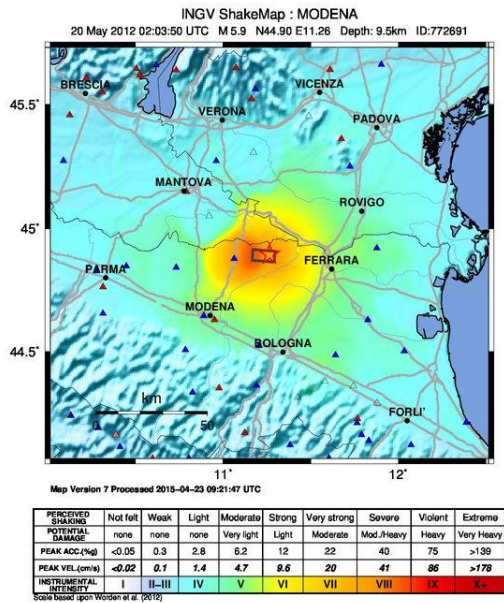 INGV ShakeMap : MODENA
20 May 2012 02:03:50 UTC M 5.9 N44.90 E11.26 Depth: 9.5km ID:772691
BRESCIA
VICENZA
45.5˚
VERONA
PADOVA
MANTOVA
ROVIGO
45˚
PARMA
FERRARA
MODENA
BOLOGNA
44.5˚
km
FORLI'
0
50
11˚
12˚
Map Version 7 Processed 2015-04-23 09:21:47 UTC
PERCEIVED SHAKING Not felt Weak Light Moderate Strong Very strong Severe Violent Extreme
POTENTIAL DAMAGE none none none Very light Light Moderate Mod./Heavy Heavy Very Heavy
PEAK ACC.(%g) <0.05 0.3 2.8 6.2 12 22 40 75 >139
PEAK VEL.(cm/s) <0.02 0.1 1.4 4.7 9.6 20 41 86 >178
INSTRUMENTAL INTENSITY I II–III IV V VI VII VIII IX X+
Scale based upon Worden et al. (2012)